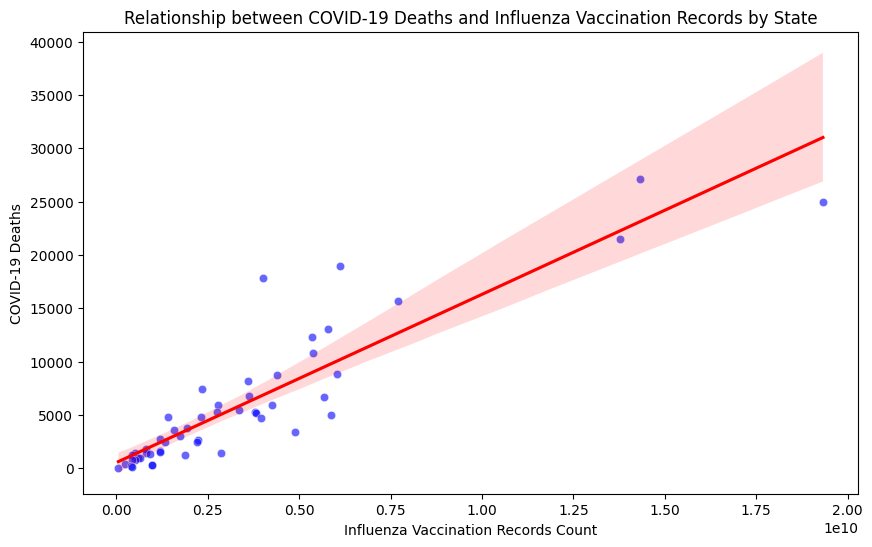 Relationship between COVID-19 Deaths and Influenza Vaccination Records by State
40000
35000
30000
25000
20000
15000
10000
5000
0
COVID-19 Deaths
0.00 0.25 0.50 0.75 1.00 1.25 1.50 1.75 2.00
1e10
Influenza Vaccination Records Count